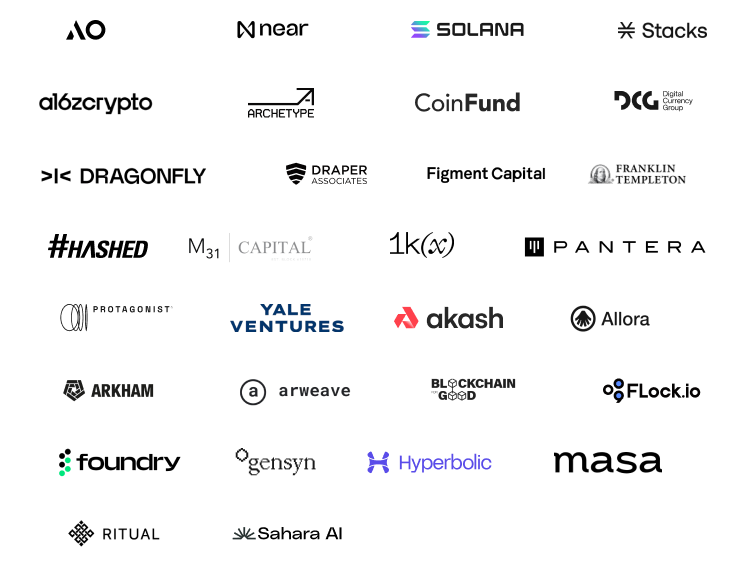 AO
near
SOLANA
Stacks
a16zcrypto
ARCHETYPE
CoinFund
DCG Digital
Currency
Group
DRAGONFLY
DRAPER
ASSOCIATES
Figment Capital
FRANKLIN
TEMPLETON
#HASHED
M31 CAPITAL®
1k(x)
PANTERA
PROTAGONIST
YALE
VENTURES
akash
Allora
ARKHAM
a arweave
BLOCKCHAIN
GOOD
FLock.io
foundry
gensyn
Hyperbolic
masa
RITUAL
Sahara AI